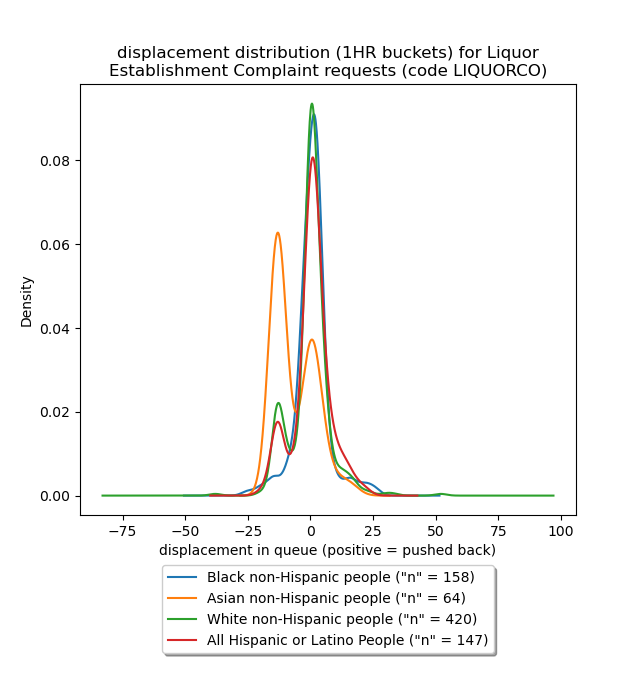 displacement distribution (1HR buckets) for Liquor
Establishment Complaint requests (code LIQUORCO)
Density
0.08
0.06
0.04
0.02
0.00
−75
−50
−25
0
25
50
75
100
displacement in queue (positive = pushed back)
Black non-Hispanic people ("n" = 158)
Asian non-Hispanic people ("n" = 64)
White non-Hispanic people ("n" = 420)
All Hispanic or Latino People ("n" = 147)